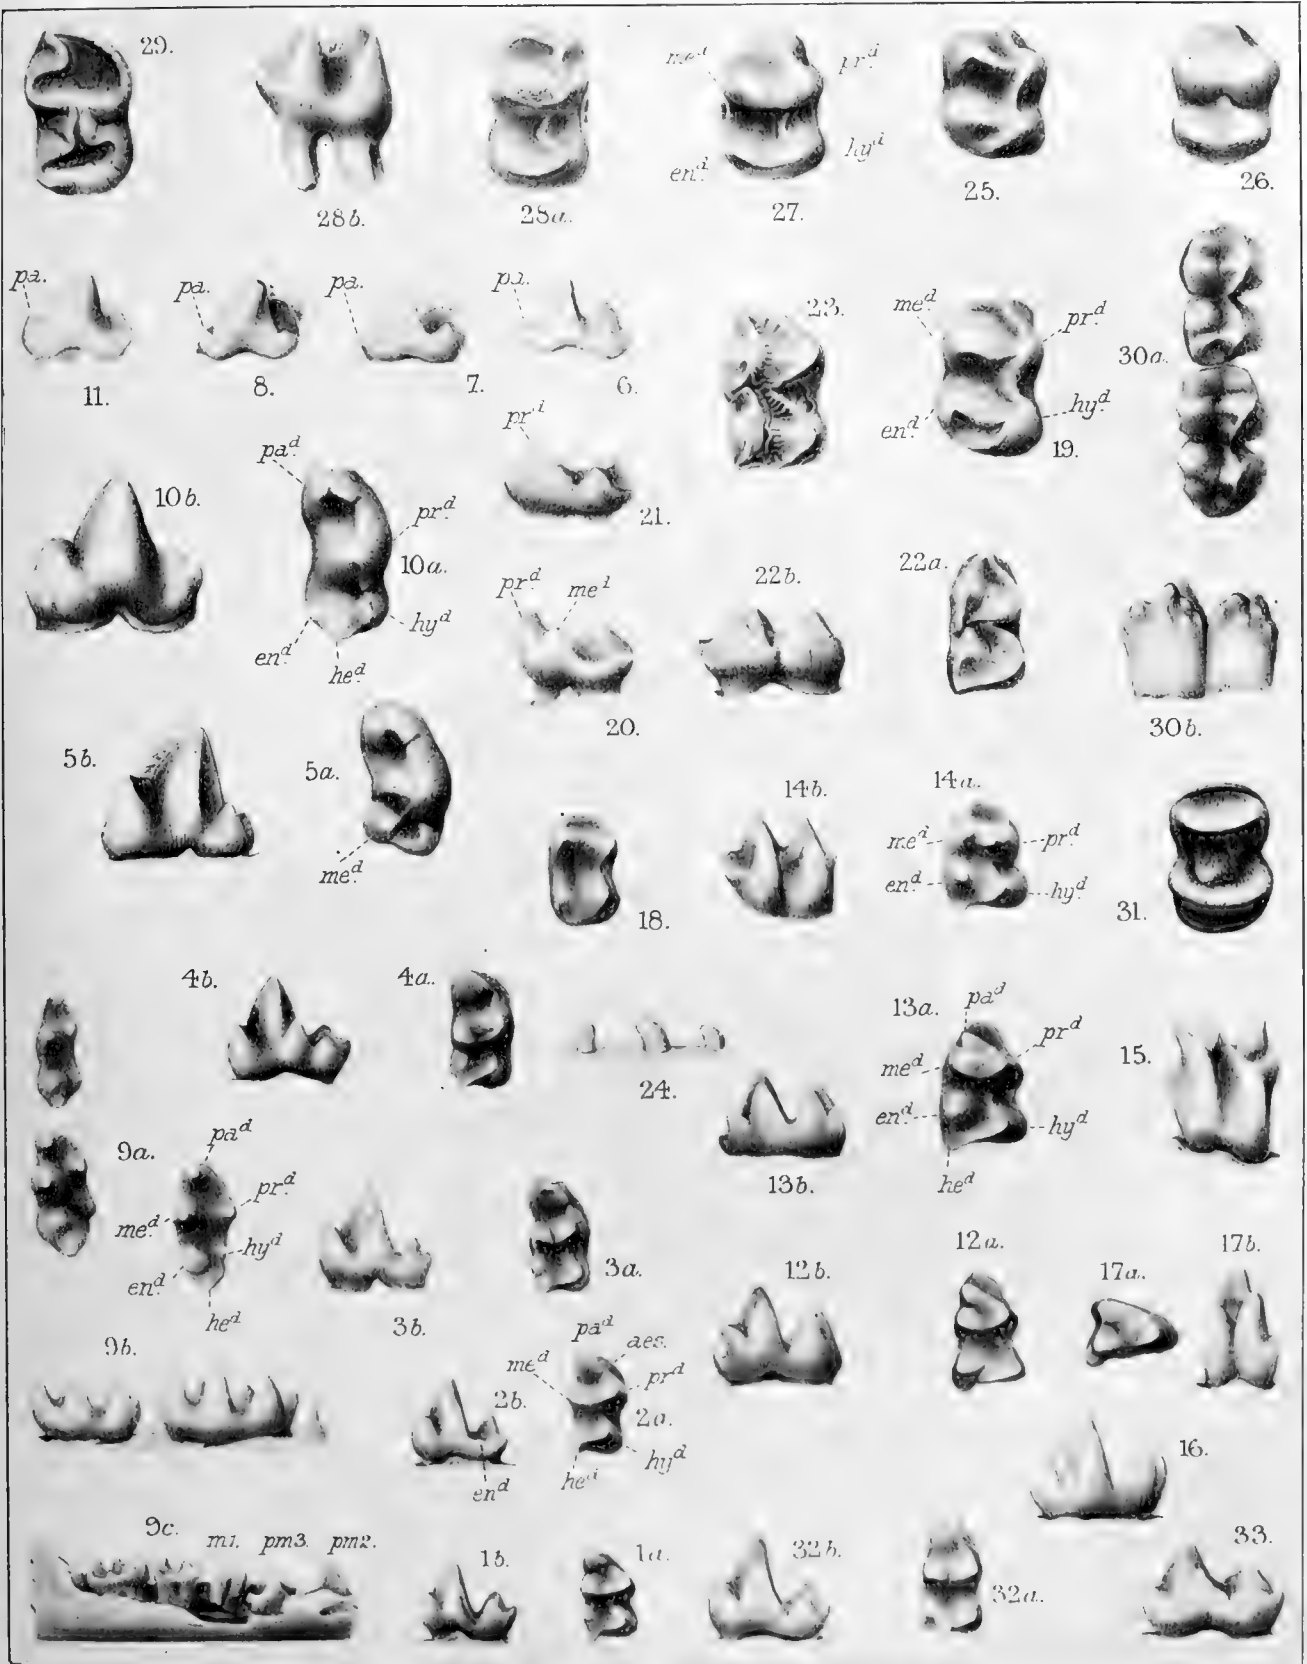 29.
28b.
28a.
me^d
pr^d
en^d
hy^d
27.
25.
26.
pa.
11.
pa.
8.
pa.
7.
pa.
6.
23.
me^d
pr^d
en^d
hy^d
19.
30a.
10b.
pa^d
pr^d
10a.
hy^d
en^d
he^d
pr^d
21.
pr^d
me^d
20.
22b.
22a.
30b.
5b.
5a.
me^d
18.
14b.
14a.
me^d
pr^d
en^d
hy^d
31.
4b.
4a.
24.
13a.
pa^d
pr^d
me^d
en^d
hy^d
he^d
13b.
15.
9a.
pa^d
pr^d
me^d
hy^d
en^d
he^d
3b.
3a.
12b.
12a.
17a.
17b.
9b.
2b.
en^d
pa^d
aes.
me^d
pr^d
2a.
hy^d
he^d
16.
9c.
m1.
pm3.
pm2.
1b.
1a.
32b.
32a.
33.